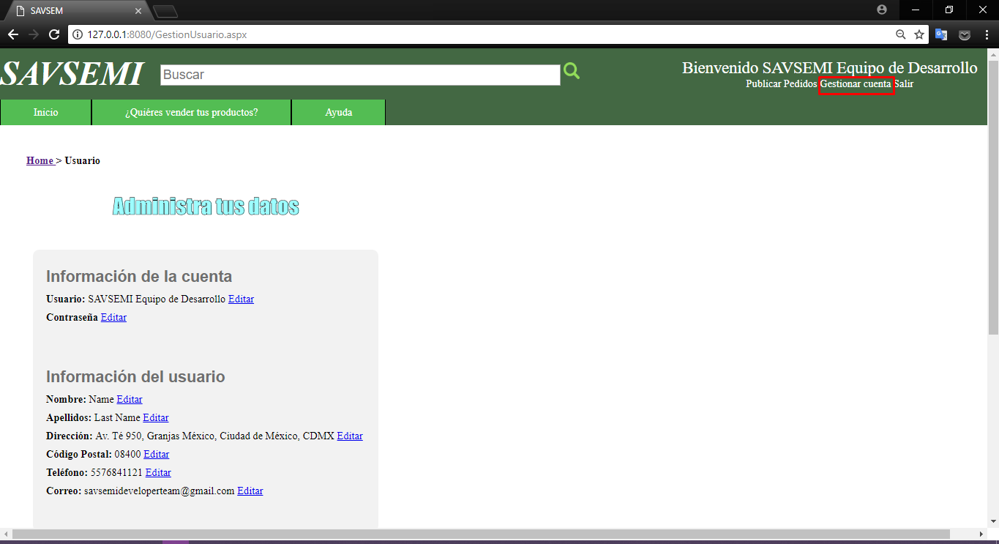 SAVSEM
127.0.0.1:8080/GestionUsuario.aspx
SAVSEMI
Buscar
Bienvenido SAVSEMI Equipo de Desarrollo
Publicar Pedidos Gestionar cuenta Salir
Inicio
¿Quiéres vender tus productos?
Ayuda
Home > Usuario
Administra tus datos
Información de la cuenta
Usuario: SAVSEMI Equipo de Desarrollo Editar
Contraseña Editar
Información del usuario
Nombre: Name Editar
Apellidos: Last Name Editar
Dirección: Av. Té 950, Granjas México, Ciudad de México, CDMX Editar
Código Postal: 08400 Editar
Teléfono: 5576841121 Editar
Correo: savsemideveloperteam@gmail.com Editar